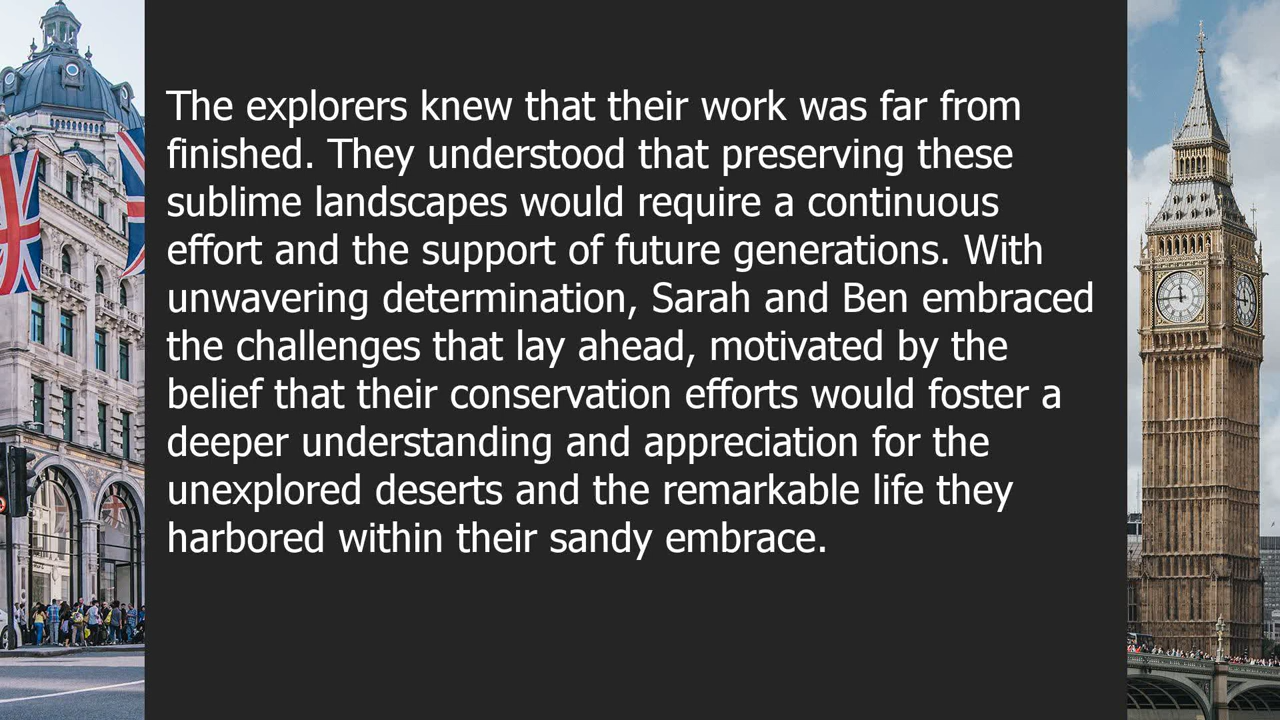 The explorers knew that their work was far from
finished. They understood that preserving these
sublime landscapes would require a continuous
effort and the support of future generations. With
unwavering determination, Sarah and Ben embraced
the challenges that lay ahead, motivated by the
belief that their conservation efforts would foster a
deeper understanding and appreciation for the
unexplored deserts and the remarkable life they
harbored within their sandy embrace.